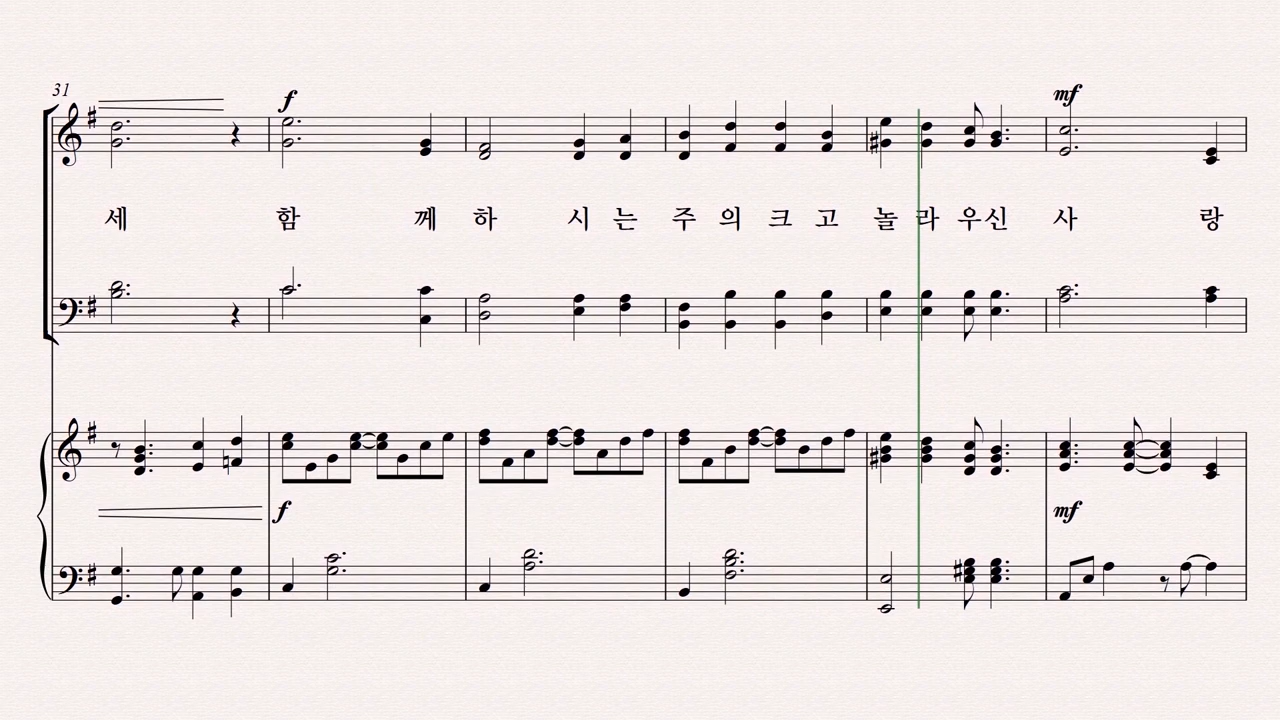 31
f
mf
세 함 께 하 시 는 주 의 크 고 놀 라 우신 사 랑
f
mf